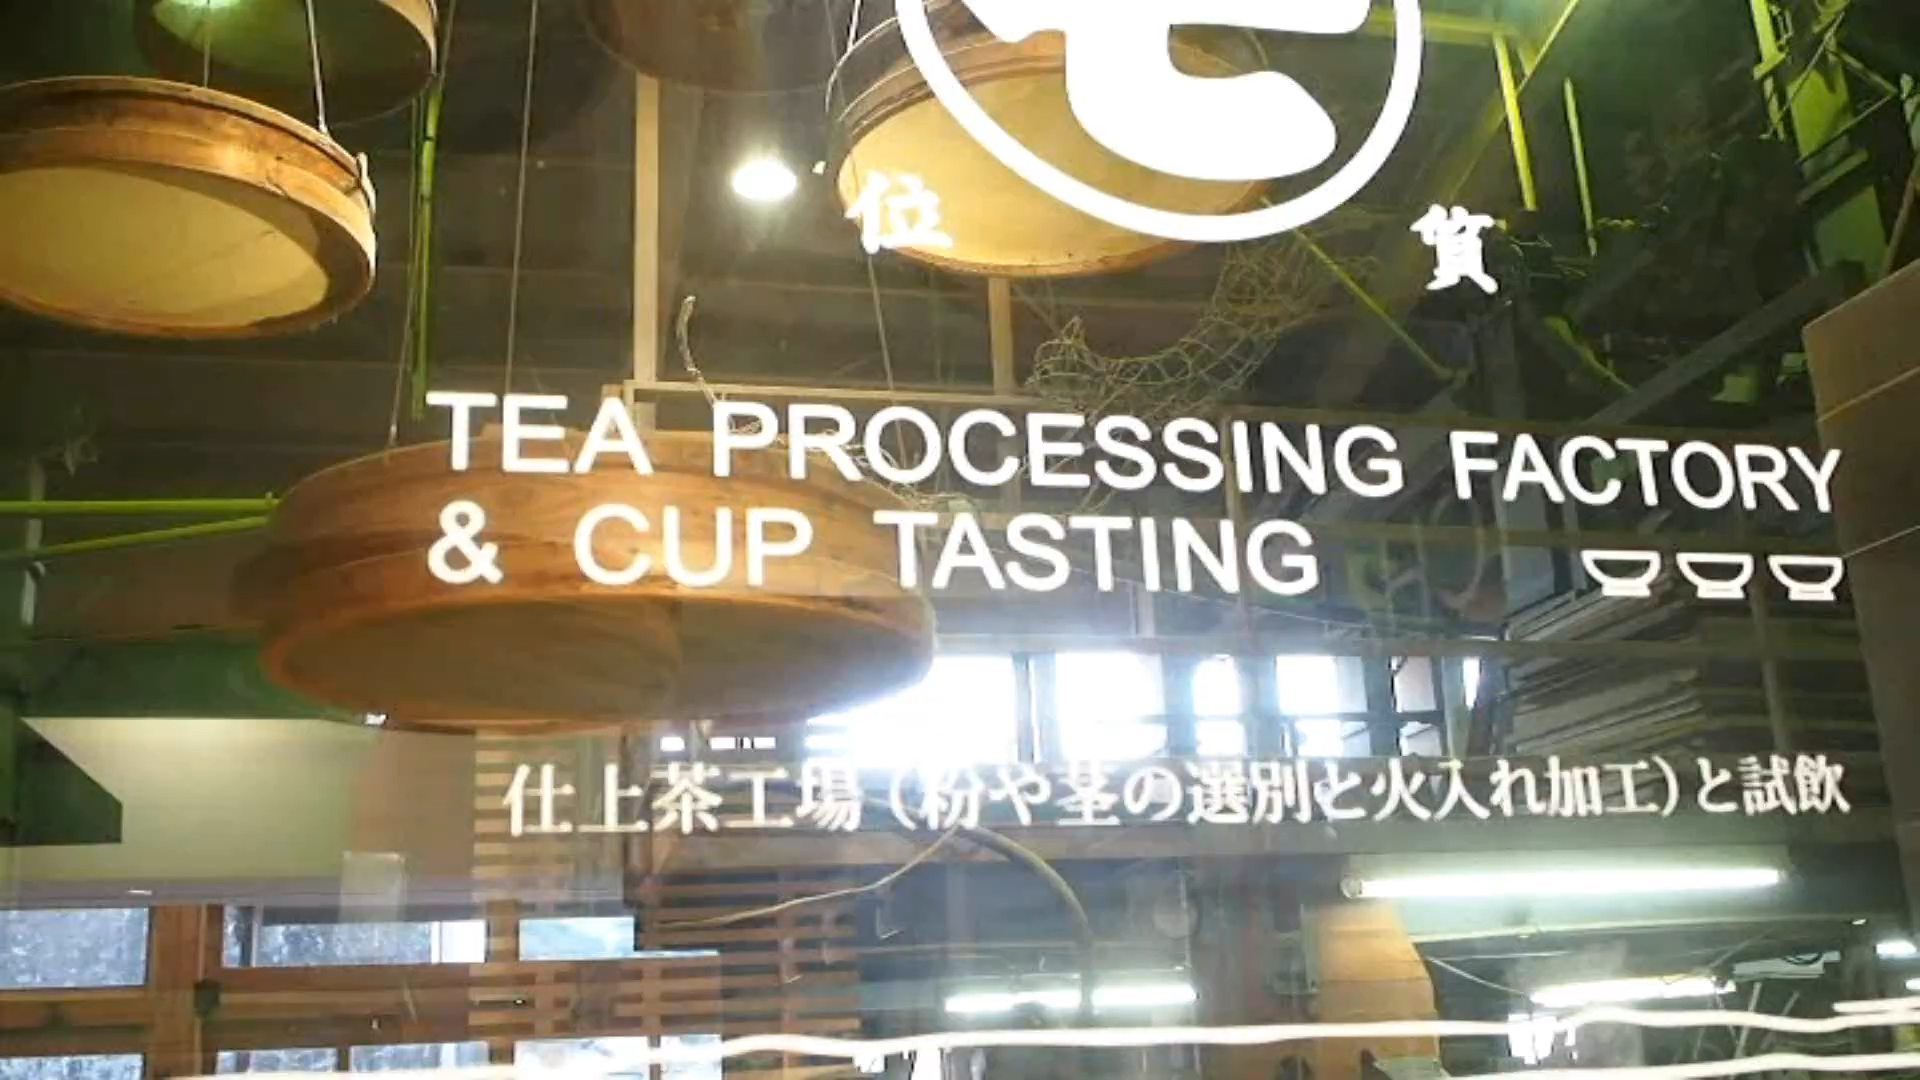 位 質
TEA PROCESSING FACTORY
& CUP TASTING
仕上茶工場（粉や茎の選別と火入れ加工）と試飲